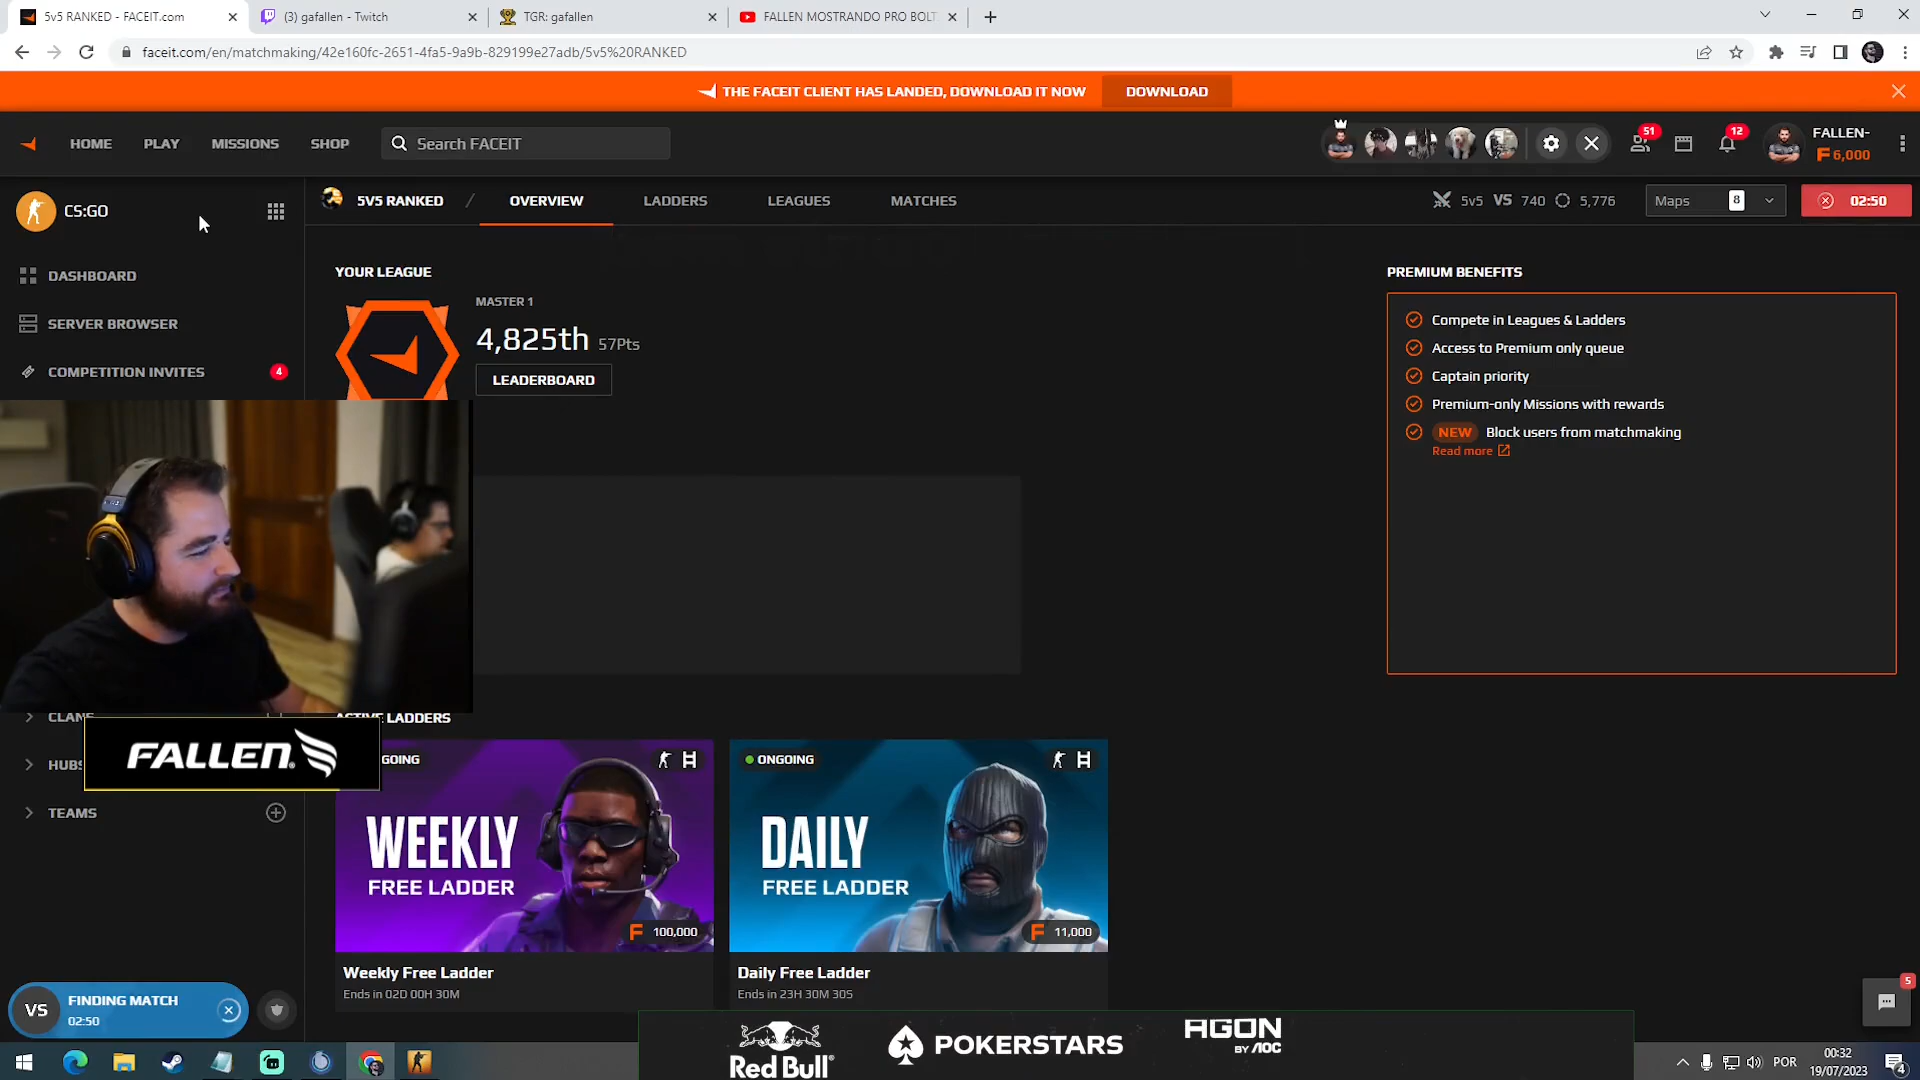 5v5 RANKED - FACEIT.com
(3) gafallen - Twitch
TGR: gafallen
FALLEN MOSTRANDO PRO BOLT
faceit.com/en/matchmaking/42e160fc-2651-4fa5-9a9b-829199e27adb/5v5%20RANKED
THE FACEIT CLIENT HAS LANDED, DOWNLOAD IT NOW
DOWNLOAD
HOME
PLAY
MISSIONS
SHOP
Search FACEIT
51
12
FALLEN-
6,000
CS:GO
5V5 RANKED /
OVERVIEW
LADDERS
LEAGUES
MATCHES
5v5 VS 740
5,776
Maps 8
02:50
DASHBOARD
SERVER BROWSER
COMPETITION INVITES 4
YOUR LEAGUE
MASTER 1
4,825th 57Pts
LEADERBOARD
PREMIUM BENEFITS
Compete in Leagues & Ladders
Access to Premium only queue
Captain priority
Premium-only Missions with rewards
NEW Block users from matchmaking
Read more
HUBS
TEAMS
FALLEN
LADDERS
ONGOING
WEEKLY
FREE LADDER
100,000
Weekly Free Ladder
Ends in 02D 00H 30M
DAILY
FREE LADDER
11,000
Daily Free Ladder
Ends in 23H 30M 30S
VS
FINDING MATCH
02:50
5
Red Bull
POKERSTARS
AGON
BY AOC
POR
00:32
19/07/2023
4